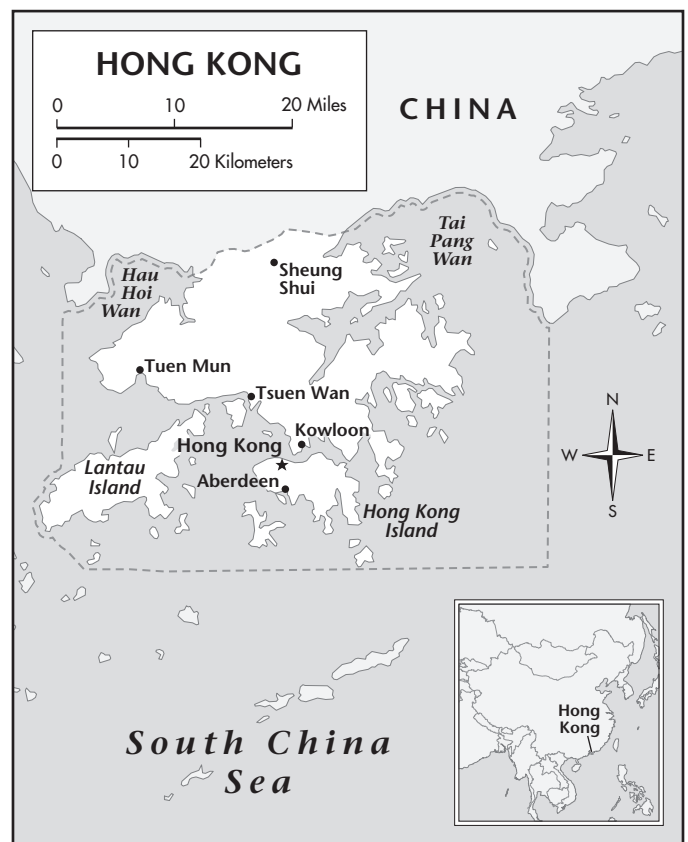 HONG KONG
0 10 20 Miles
0 10 20 Kilometers
CHINA
Tai
Pang
Wan
Hau
Hoi
Wan
Sheung
Shui
Tuen Mun
Tsuen Wan
Kowloon
Hong Kong
Lantau
Island
Aberdeen
Hong Kong
Island
N
W E
S
Hong
Kong
South China
Sea